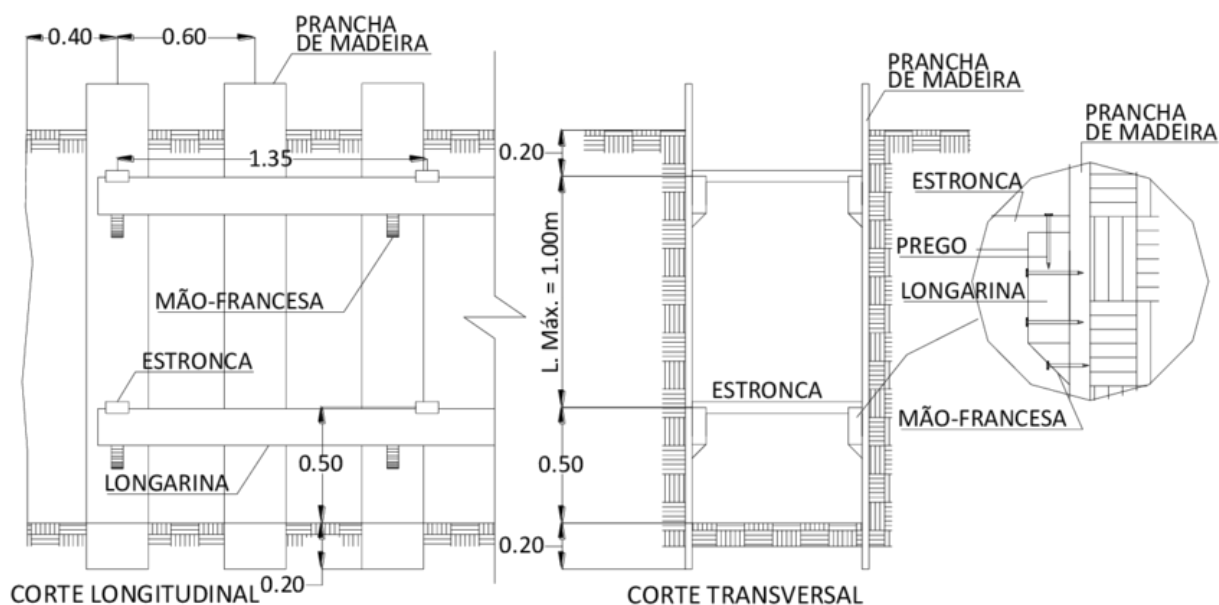 0.40
0.60
PRANCHA
DE MADEIRA
1.35
MÃO-FRANCESA
ESTRONCA
0.50
LONGARINA
0.20
CORTE LONGITUDINAL
PRANCHA
DE MADEIRA
0.20
L. Máx. = 1.00m
ESTRONCA
0.50
0.20
CORTE TRANSVERSAL
PRANCHA
DE MADEIRA
ESTRONCA
PREGO
LONGARINA
MÃO-FRANCESA